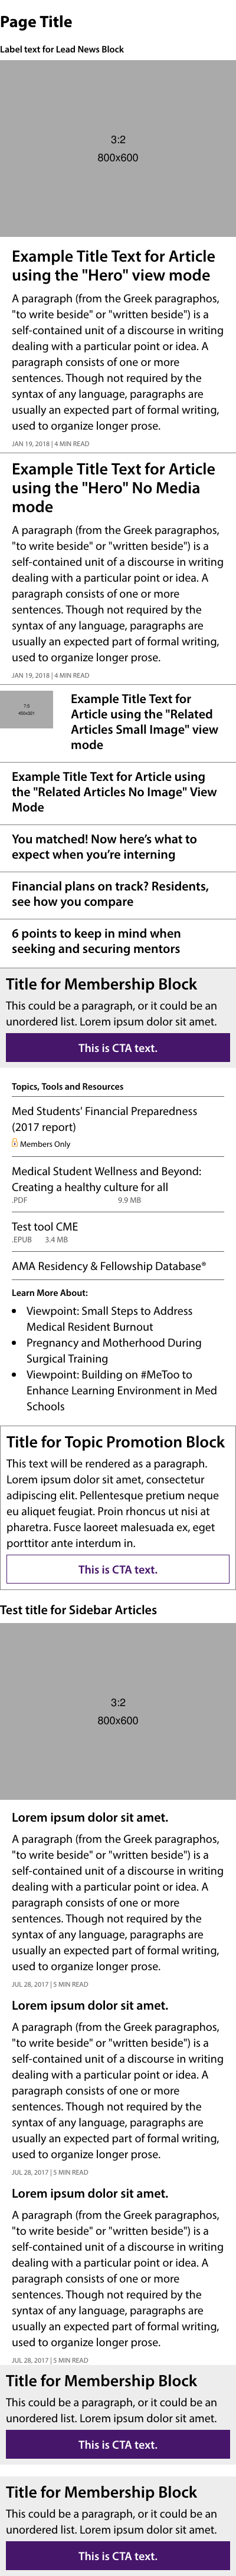 Page Title
Label text for Lead News Block
3:2
800x600
Example Title Text for Article
using the "Hero" view mode
A paragraph (from the Greek paragraphos,
"to write beside" or "written beside") is a
self-contained unit of a discourse in writing
dealing with a particular point or idea. A
paragraph consists of one or more
sentences. Though not required by the
syntax of any language, paragraphs are
usually an expected part of formal writing,
used to organize longer prose.
JAN 19, 2018 | 4 MIN READ
Example Title Text for Article
using the "Hero" No Media
mode
A paragraph (from the Greek paragraphos,
"to write beside" or "written beside") is a
self-contained unit of a discourse in writing
dealing with a particular point or idea. A
paragraph consists of one or more
sentences. Though not required by the
syntax of any language, paragraphs are
usually an expected part of formal writing,
used to organize longer prose.
JAN 19, 2018 | 4 MIN READ
Example Title Text for
Article using the "Related
Articles Small Image" view
mode
Example Title Text for Article using
the "Related Articles No Image" View
Mode
You matched! Now here’s what to
expect when you’re interning
Financial plans on track? Residents,
see how you compare
6 points to keep in mind when
seeking and securing mentors
Title for Membership Block
This could be a paragraph, or it could be an
unordered list. Lorem ipsum dolor sit amet.
This is CTA text.
Topics, Tools and Resources
Med Students' Financial Preparedness
(2017 report)
Members Only
Medical Student Wellness and Beyond:
Creating a healthy culture for all
.PDF 9.9 MB
Test tool CME
.EPUB 3.4 MB
AMA Residency & Fellowship Database®
Learn More About:
Viewpoint: Small Steps to Address
Medical Resident Burnout
Pregnancy and Motherhood During
Surgical Training
Viewpoint: Building on #MeToo to
Enhance Learning Environment in Med
Schools
Title for Topic Promotion Block
This text will be rendered as a paragraph.
Lorem ipsum dolor sit amet, consectetur
adipiscing elit. Pellentesque pretium neque
eu aliquet feugiat. Proin rhoncus ut nisi at
pharetra. Fusce laoreet malesuada ex, eget
porttitor ante interdum in.
This is CTA text.
Test title for Sidebar Articles
3:2
800x600
Lorem ipsum dolor sit amet.
A paragraph (from the Greek paragraphos,
"to write beside" or "written beside") is a
self-contained unit of a discourse in writing
dealing with a particular point or idea. A
paragraph consists of one or more
sentences. Though not required by the
syntax of any language, paragraphs are
usually an expected part of formal writing,
used to organize longer prose.
JUL 28, 2017 | 5 MIN READ
Lorem ipsum dolor sit amet.
A paragraph (from the Greek paragraphos,
"to write beside" or "written beside") is a
self-contained unit of a discourse in writing
dealing with a particular point or idea. A
paragraph consists of one or more
sentences. Though not required by the
syntax of any language, paragraphs are
usually an expected part of formal writing,
used to organize longer prose.
JUL 28, 2017 | 5 MIN READ
Lorem ipsum dolor sit amet.
A paragraph (from the Greek paragraphos,
"to write beside" or "written beside") is a
self-contained unit of a discourse in writing
dealing with a particular point or idea. A
paragraph consists of one or more
sentences. Though not required by the
syntax of any language, paragraphs are
usually an expected part of formal writing,
used to organize longer prose.
JUL 28, 2017 | 5 MIN READ
Title for Membership Block
This could be a paragraph, or it could be an
unordered list. Lorem ipsum dolor sit amet.
This is CTA text.
Title for Membership Block
This could be a paragraph, or it could be an
unordered list. Lorem ipsum dolor sit amet.
This is CTA text.